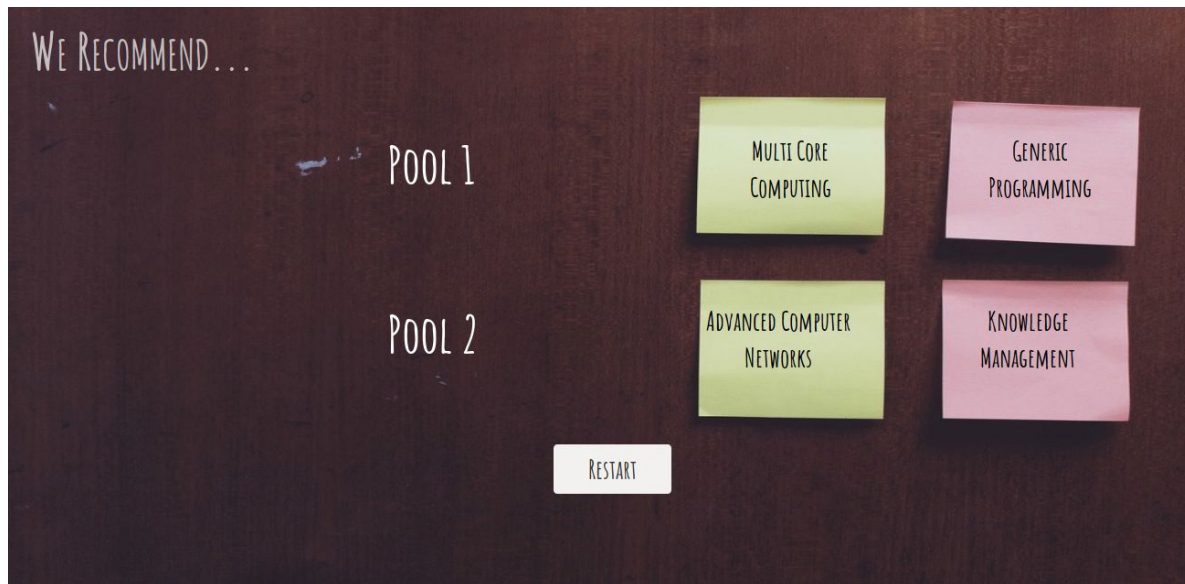 We Recommend...
Pool 1
Multi Core
Computing
Generic
Programming
Pool 2
Advanced Computer
Networks
Knowledge
Management
Restart